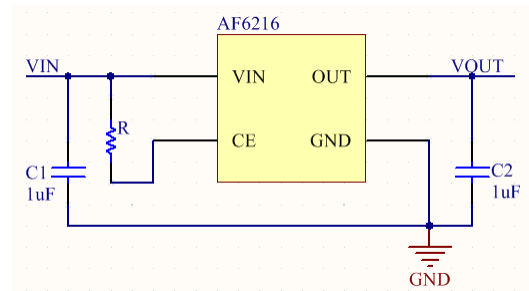 AF6216
VIN
VIN
OUT
VOUT
R
CE
GND
C1
1uF
C2
1uF
GND